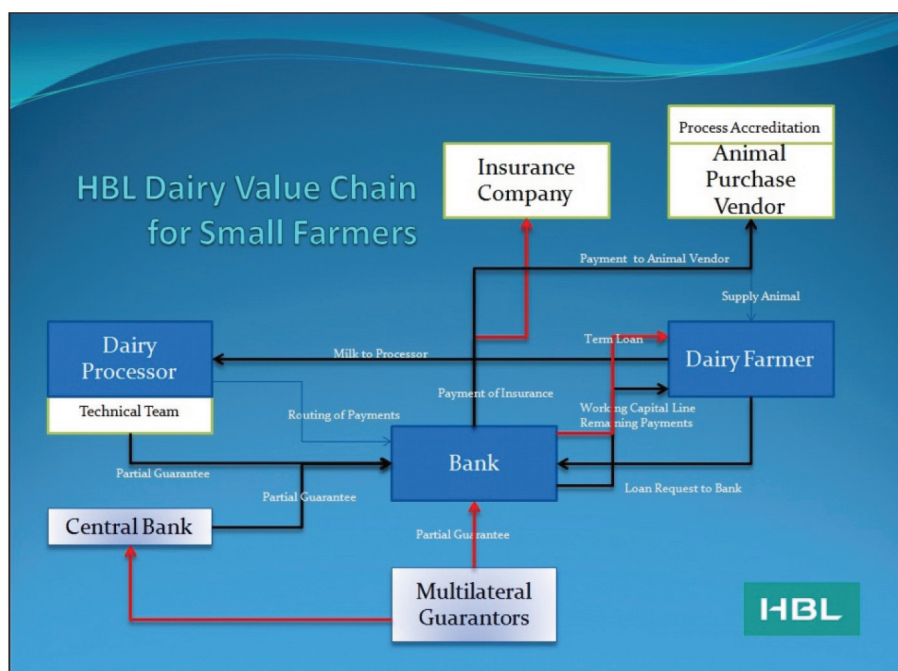 HBL Dairy Value Chain
for Small Farmers
Insurance
Company
Process Accreditation
Animal
Purchase
Vendor
Payment to Animal Vendor
Supply Animal
Dairy
Processor
Technical Team
Milk to Processor
Term Loan
Dairy Farmer
Routing of Payments
Payment of Insurance
Working Capital Line
Remaining Payments
Bank
Partial Guarantee
Partial Guarantee
Loan Request to Bank
Central Bank
Partial Guarantee
Multilateral
Guarantors
HBL